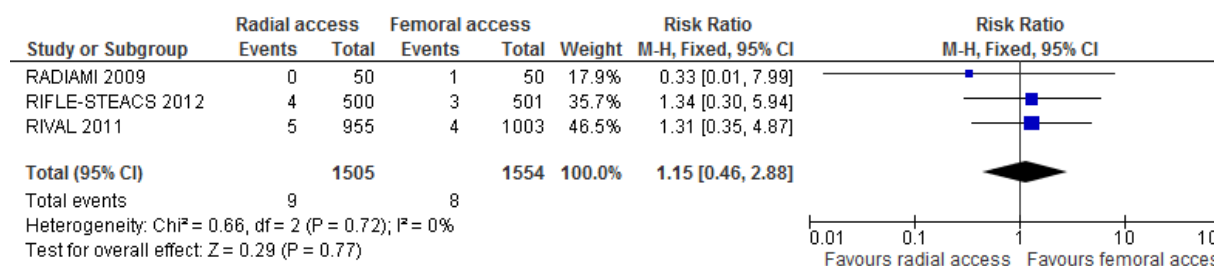 Radial access Femoral access Risk Ratio Risk Ratio
Study or Subgroup Events Total Events Total Weight M-H, Fixed, 95% CI M-H, Fixed, 95% CI
RADIAMI 2009 0 50 1 50 17.9% 0.33 [0.01, 7.99]
RIFLE-STEACS 2012 4 500 3 501 35.7% 1.34 [0.30, 5.94]
RIVAL 2011 5 955 4 1003 46.5% 1.31 [0.35, 4.87]
Total (95% CI) 1505 1554 100.0% 1.15 [0.46, 2.88]
Total events 9 8
Heterogeneity: Chi² = 0.66, df = 2 (P = 0.72); I² = 0%
Test for overall effect: Z = 0.29 (P = 0.77)
0.01 0.1 1 10 10
Favours radial access Favours femoral acces